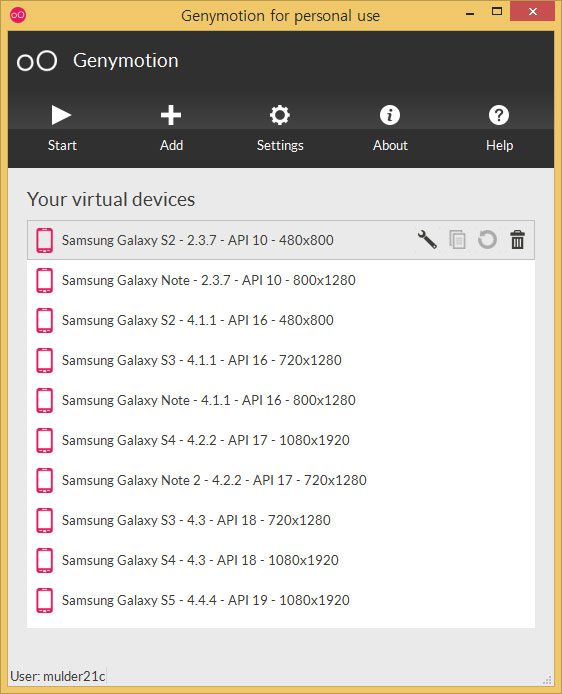 Genymotion for personal use
Genymotion
Start Add Settings About Help
Your virtual devices
Samsung Galaxy S2 - 2.3.7 - API 10 - 480x800
Samsung Galaxy Note - 2.3.7 - API 10 - 800x1280
Samsung Galaxy S2 - 4.1.1 - API 16 - 480x800
Samsung Galaxy S3 - 4.1.1 - API 16 - 720x1280
Samsung Galaxy Note - 4.1.1 - API 16 - 800x1280
Samsung Galaxy S4 - 4.2.2 - API 17 - 1080x1920
Samsung Galaxy Note 2 - 4.2.2 - API 17 - 720x1280
Samsung Galaxy S3 - 4.3 - API 18 - 720x1280
Samsung Galaxy S4 - 4.3 - API 18 - 1080x1920
Samsung Galaxy S5 - 4.4.4 - API 19 - 1080x1920
User: mulder21c